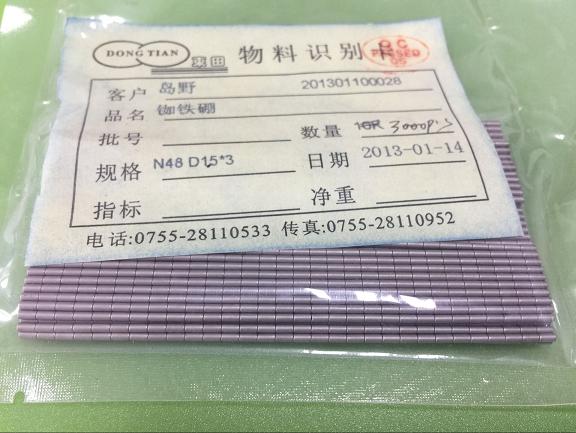 DONG TIAN 物料识别卡
QC PASSED 05
客户 岛野 201301100028
品名 钕铁硼
批号 数量 3000PCS
规格 N48 D1.5*3 日期 2013-01-14
指标 净重
电话:0755-28110533 传真:0755-28110952